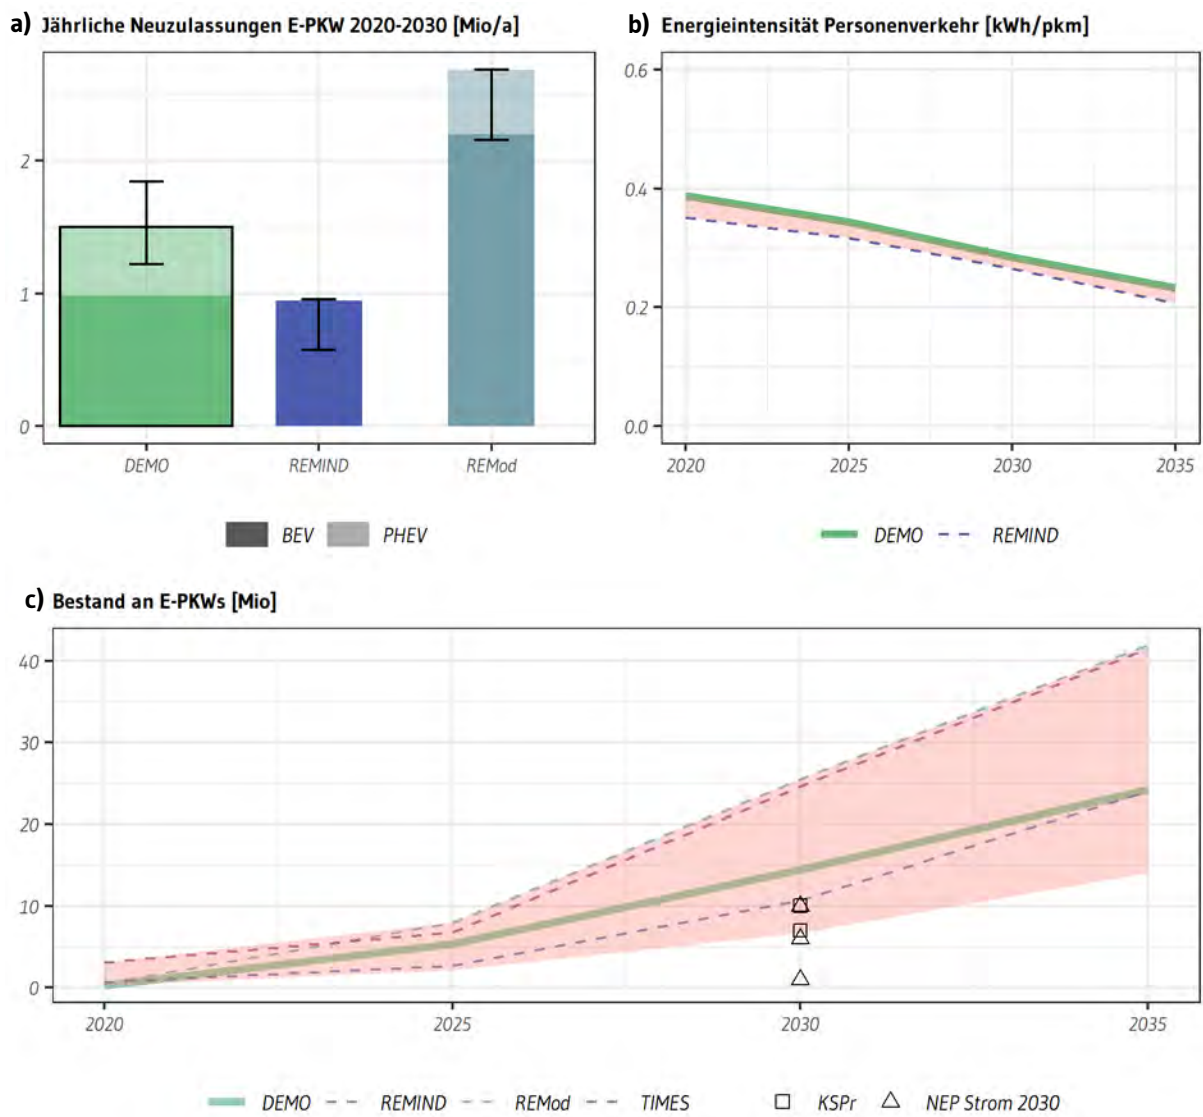 a) Jährliche Neuzulassungen E-PKW 2020-2030 [Mio/a]
2
1
0
DEMO REMIND REMod
BEV PHEV
b) Energieintensität Personenverkehr [kWh/pkm]
0.6
0.4
0.2
0.0
2020 2025 2030 2035
DEMO REMIND
c) Bestand an E-PKWs [Mio]
40
30
20
10
0
2020 2025 2030 2035
DEMO REMIND REMod TIMES KSPr NEP Strom 2030